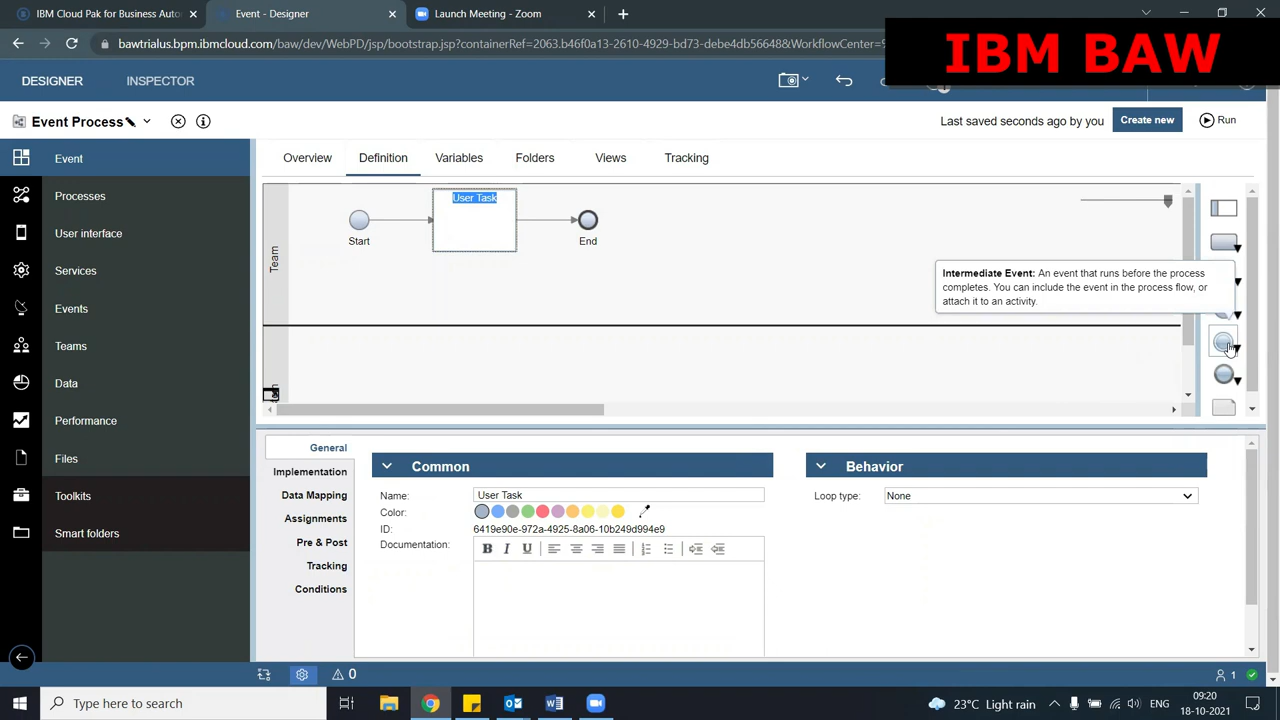 IBM Cloud Pak for Business Autom
Event - Designer
Launch Meeting - Zoom
bawtrialus.bpm.ibmcloud.com/baw/dev/WebPD/jsp/bootstrap.jsp?containerRef=2063.b46f0a13-2610-4929-bd73-debe4db56648&WorkflowCenter=
IBM BAW
DESIGNER
INSPECTOR
Event Process
Last saved seconds ago by you
Create new
Run
Event
Processes
User interface
Services
Events
Teams
Data
Performance
Files
Toolkits
Smart folders
Overview
Definition
Variables
Folders
Views
Tracking
Team
User Task
Start
End
Intermediate Event: An event that runs before the process
completes. You can include the event in the process flow, or
attach it to an activity.
General
Implementation
Data Mapping
Assignments
Pre & Post
Tracking
Conditions
Common
Name:
User Task
Color:
ID:
6419e90e-972a-4925-8a06-10b249d994e9
Documentation:
B I U
Behavior
Loop type:
None
0
1
Type here to search
23°C Light rain
ENG
09:20
18-10-2021